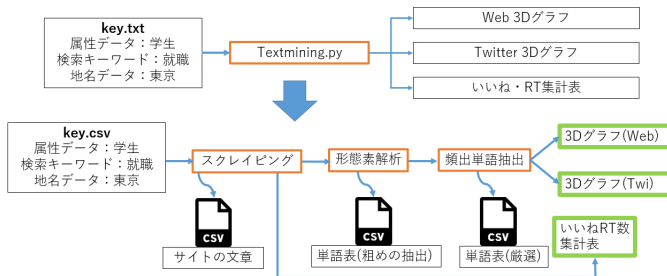 key.txt
属性データ：学生
検索キーワード：就職
地名データ：東京
Textmining.py
Web 3Dグラフ
Twitter 3Dグラフ
いいね・RT集計表
key.csv
属性データ：学生
検索キーワード：就職
地名データ：東京
スクレイピング
形態素解析
頻出単語抽出
3Dグラフ(Web)
3Dグラフ(Twi)
CSV
サイトの文章
CSV
単語表(粗めの抽出)
CSV
単語表(厳選)
いいねRT数
集計表